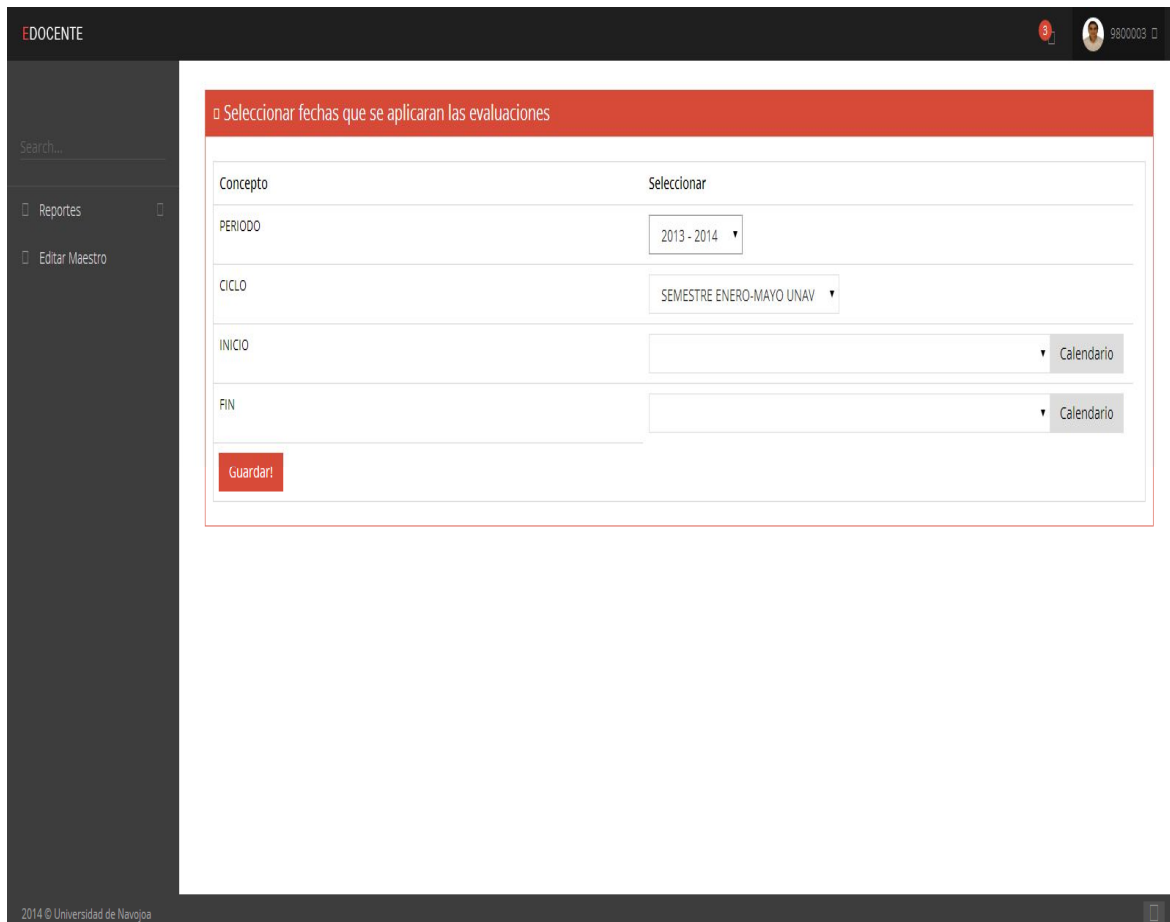 EDOCENTE
3
9800003
Search...
Reportes
Editar Maestro
Seleccionar fechas que se aplicaran las evaluaciones
Concepto Seleccionar
PERIODO 2013 - 2014
CICLO SEMESTRE ENERO-MAYO UNAV
INICIO Calendario
FIN Calendario
Guardar!
2014 © Universidad de Navojoa